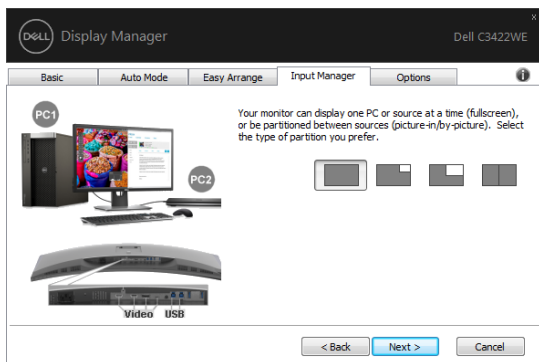 x
DELL Display Manager
Dell C3422WE
Basic Auto Mode Easy Arrange Input Manager Options
PC1
PC2
Your monitor can display one PC or source at a time (fullscreen),
or be partitioned between sources (picture-in/by-picture). Select
the type of partition you prefer.
Video USB
< Back Next > Cancel